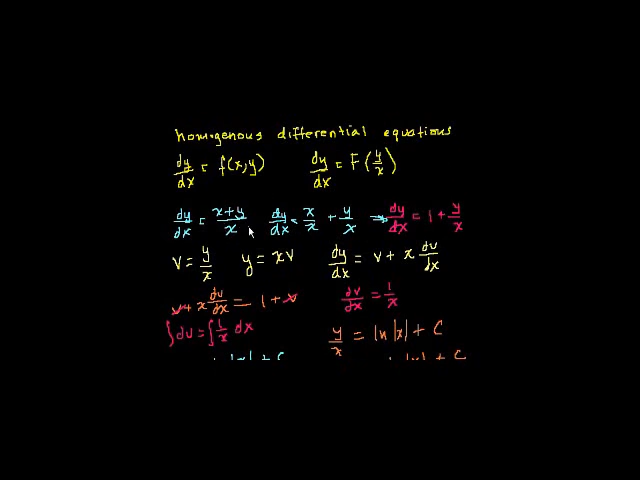 homogenous differential equations
dy/dx = f(x,y) dy/dx = F(y/x)
dy/dx = x+y/x dy/dx = x/x + y/x → dy/dx = 1 + y/x
v = y/x y = xv dy/dx = v + x dv/dx
v + x dv/dx = 1 + v dv/dx = 1/x
∫dv = ∫1/x dx y/x = ln|x| + C